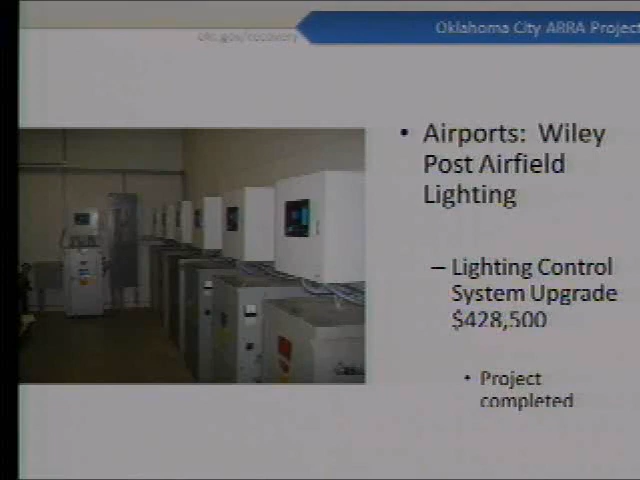 okc.gov/recovery
Oklahoma City ARRA Project
• Airports: Wiley
Post Airfield
Lighting
– Lighting Control
System Upgrade
$428,500
• Project
completed